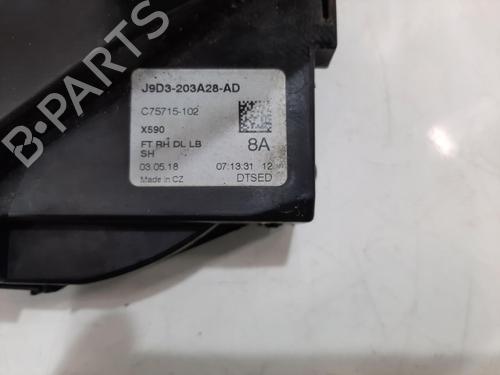 B-PARTS
J9D3-203A28-AD
C75715-102
X590
FT RH DL LB
8A
SH
03.05.18 07:13:31 12
Made in CZ DTSED